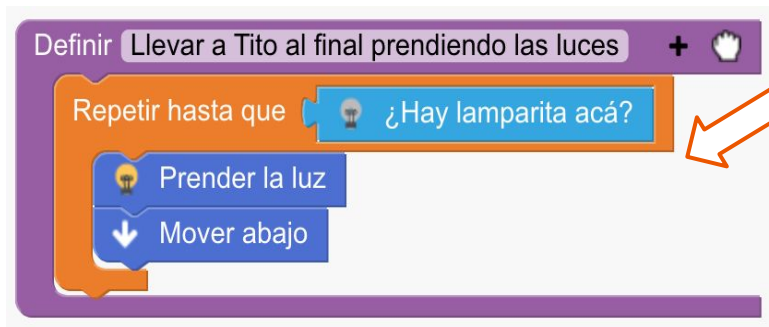 Definir Llevar a Tito al final prendiendo las luces +
Repetir hasta que ¿Hay lamparita acá?
Prender la luz
Mover abajo